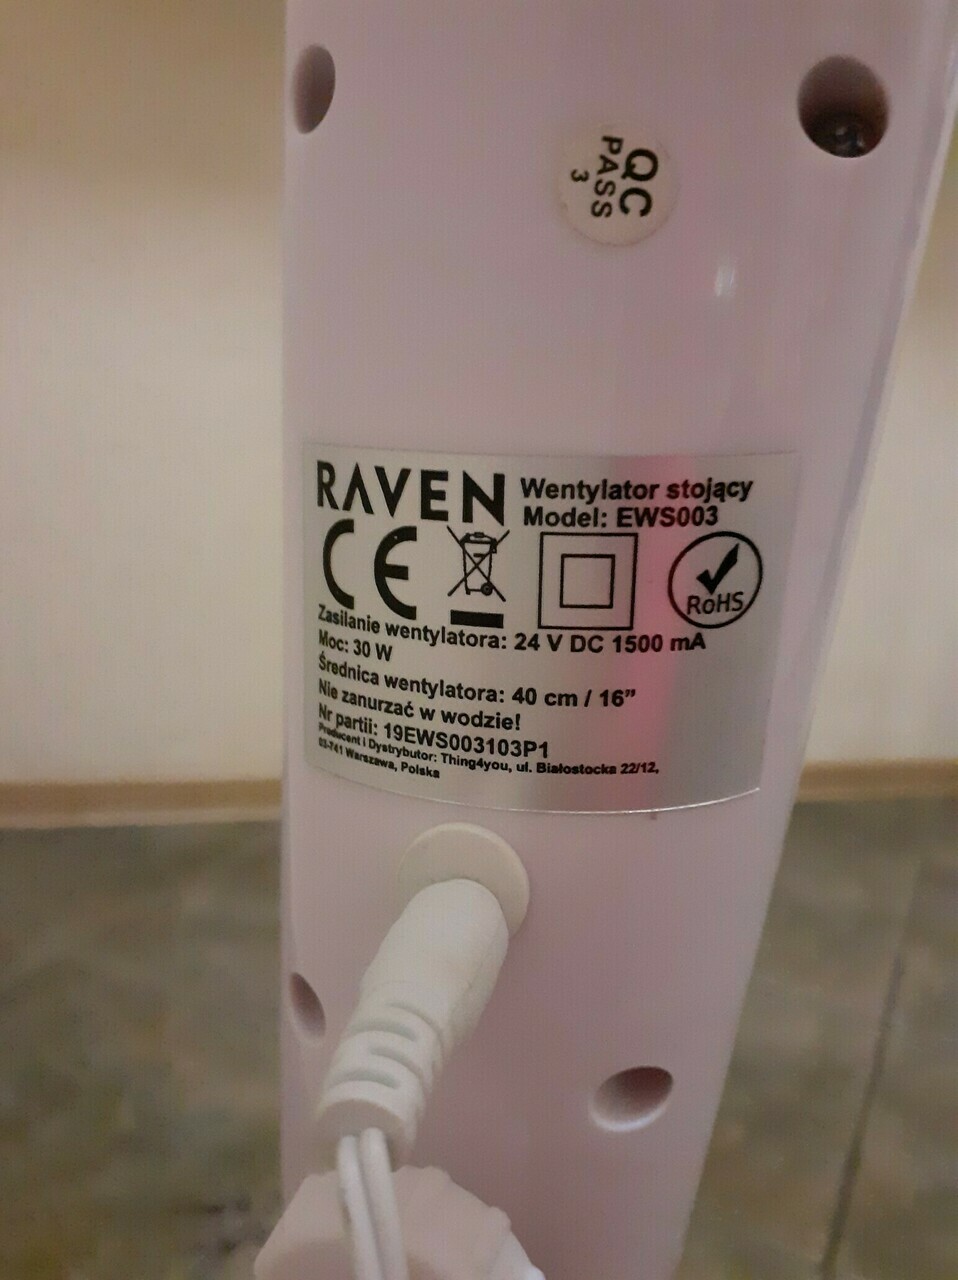 QC
PASS
3
RAVEN
Wentylator stojący
Model: EWS003
CE
RoHS
Zasilanie wentylatora: 24 V DC 1500 mA
Moc: 30 W
Średnica wentylatora: 40 cm / 16”
Nie zanurzać w wodzie!
Nr partii: 19EWS003103P1
Producent i Dystrybutor: Thing4you, ul. Białostocka 22/12,
03-741 Warszawa, Polska